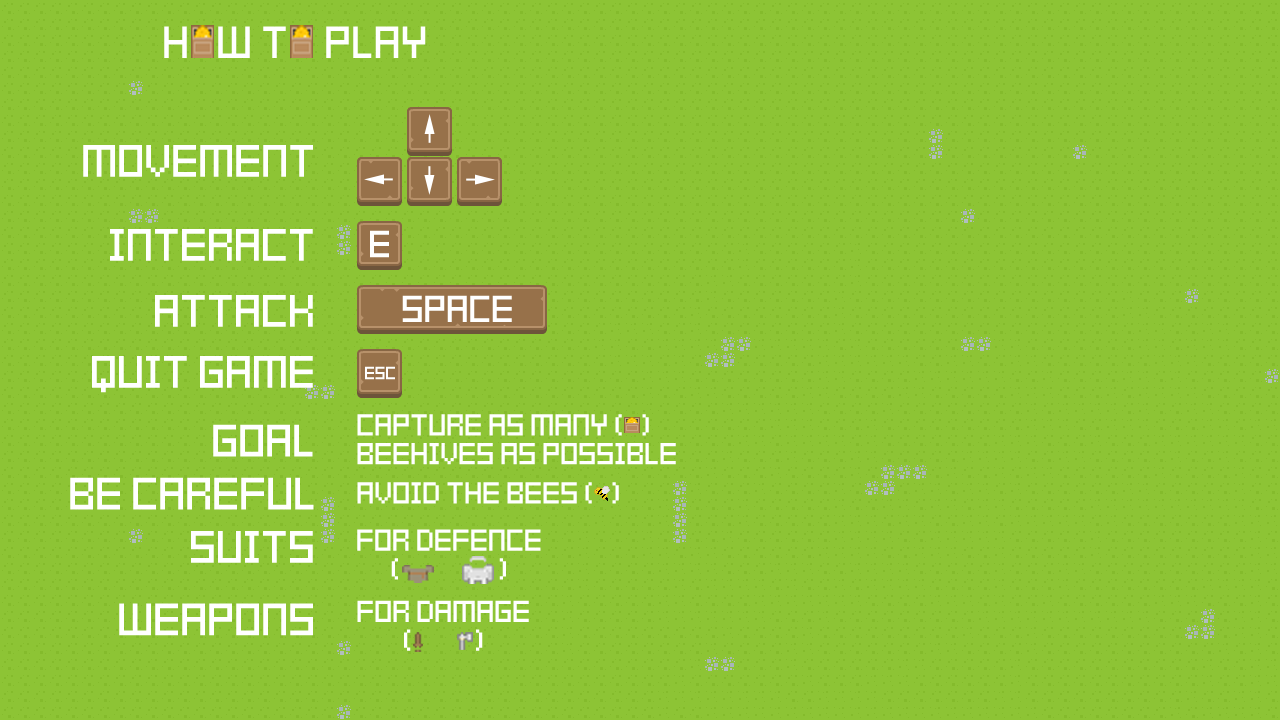 HOW TO PLAY
MOVEMENT
INTERACT E
ATTACK SPACE
QUIT GAME ESC
GOAL CAPTURE AS MANY ( )
BEEHIVES AS POSSIBLE
BE CAREFUL AVOID THE BEES ( )
SUITS FOR DEFENCE
( )
WEAPONS FOR DAMAGE
( )